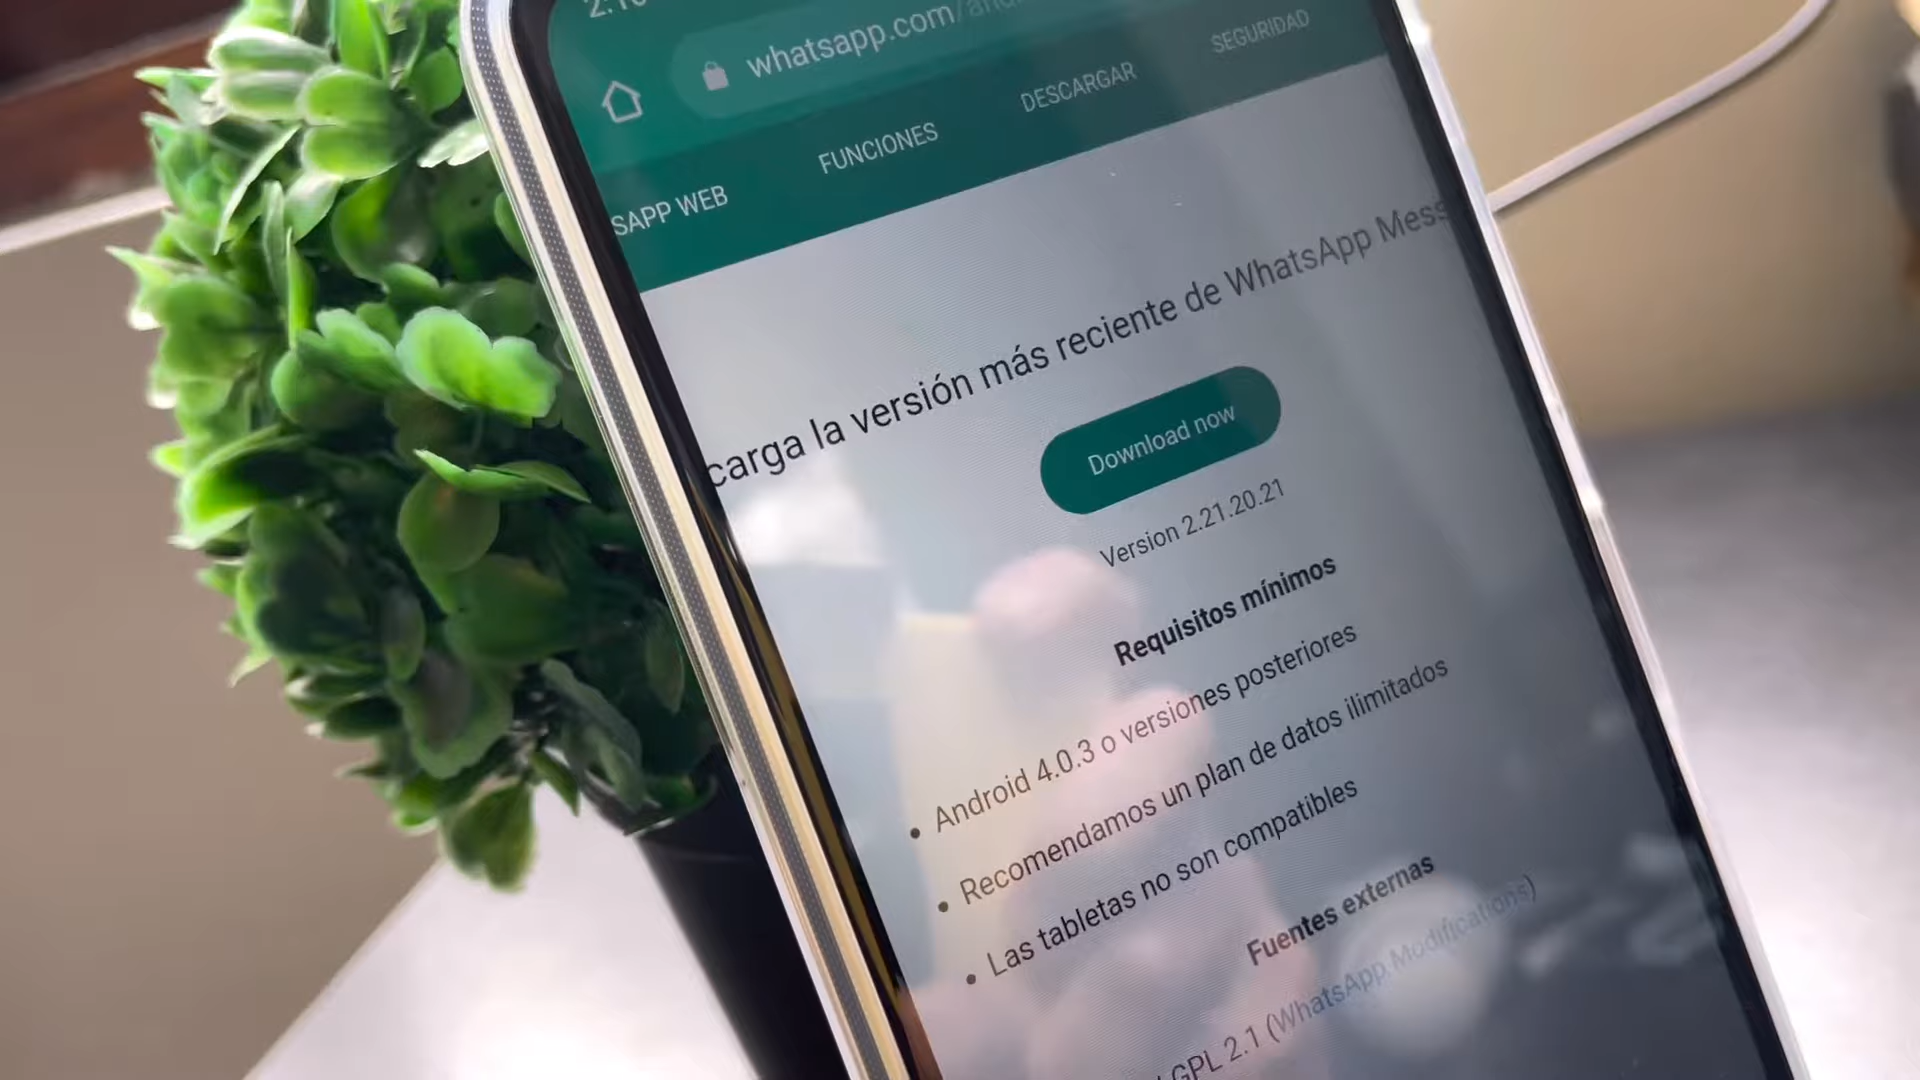 whatsapp.com/and
SAPP WEB FUNCIONES DESCARGAR SEGURIDAD
carga la versión más reciente de WhatsApp Mess
Download now
Version 2.21.20.21
Requisitos mínimos
• Android 4.0.3 o versiones posteriores
• Recomendamos un plan de datos ilimitados
• Las tabletas no son compatibles
Fuentes externas
GPL 2.1 (WhatsApp Modifications)